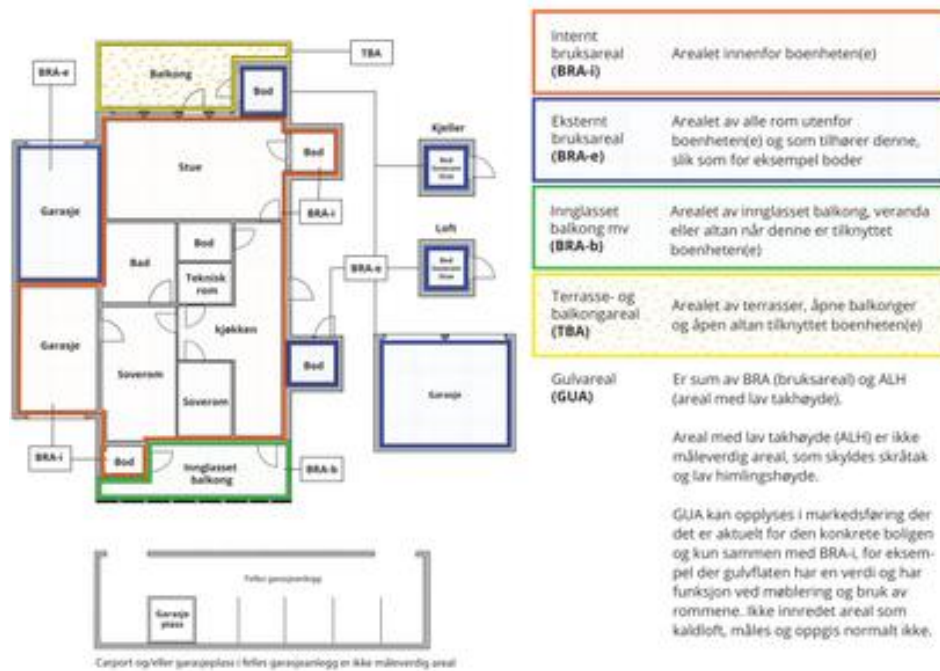 TBA
BRA-e
Balkong
Bod
Kjeller
Stue
Bod
Bod
BRA-i
Garasje
Loft
Bod
Bad
Teknisk
rom
BRA-e
kjøkken
Garasje
Soverom
Bod
Garasje
Soverom
BRA-i
Bod
Innglasset
balkong
BRA-b
Felles garasjeanlegg
Garasje
plass
Carport og/eller garasjeplass i felles garasjeanlegg er ikke måleverdig areal
Internt
bruksareal
(BRA-i)
Arealet innenfor boenheten(e)
Eksternt
bruksareal
(BRA-e)
Arealet av alle rom utenfor
boenheten(e) og som tilhører denne,
slik som for eksempel boder
Innglasset
balkong mv
(BRA-b)
Arealet av innglasset balkong, veranda
eller altan når denne er tilknyttet
boenheten(e)
Terrasse- og
balkongareal
(TBA)
Arealet av terrasser, åpne balkonger
og åpen altan tilknyttet boenheten(e)
Gulvareal
(GUA)
Er sum av BRA (bruksareal) og ALH
(areal med lav takhøyde).
Areal med lav takhøyde (ALH) er ikke
måleverdig areal, som skyldes skråtak
og lav himlingshøyde.
GUA kan opplyses i markedsføring der
det er aktuelt for den konkrete boligen
og kun sammen med BRA-i, for eksem-
pel der gulvflaten har en verdi og har
funksjon ved møblering og bruk av
rommene. Ikke innredet areal som
kaldloft, måles og oppgis normalt ikke.